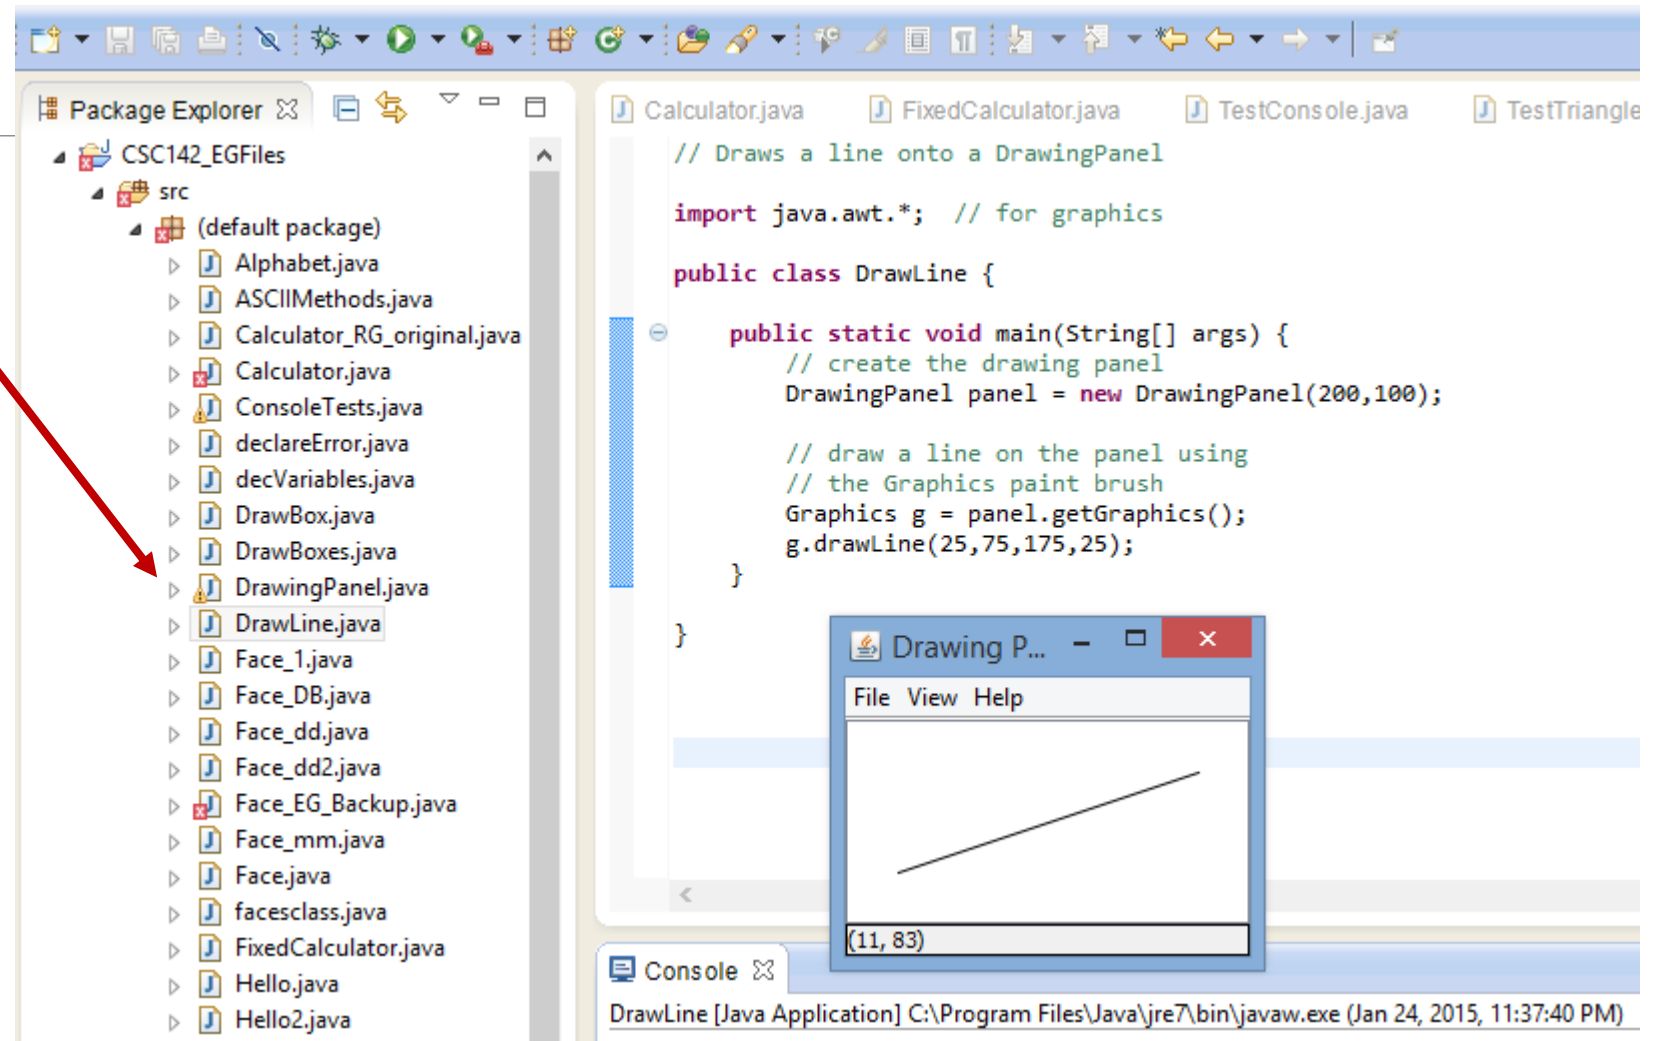 Package Explorer
CSC142_EGFiles
src
(default package)
Alphabet.java
ASCIIMethods.java
Calculator_RG_original.java
Calculator.java
ConsoleTests.java
declareError.java
decVariables.java
DrawBox.java
DrawBoxes.java
DrawingPanel.java
DrawLine.java
Face_1.java
Face_DB.java
Face_dd.java
Face_dd2.java
Face_EG_Backup.java
Face_mm.java
Face.java
facesclass.java
FixedCalculator.java
Hello.java
Hello2.java
Calculator.java FixedCalculator.java TestConsole.java TestTriangle
// Draws a line onto a DrawingPanel
import java.awt.*;  // for graphics
public class DrawLine {
public static void main(String[] args) {
// create the drawing panel
DrawingPanel panel = new DrawingPanel(200,100);
// draw a line on the panel using
// the Graphics paint brush
Graphics g = panel.getGraphics();
g.drawLine(25,75,175,25);
}
}
Drawing P...
File View Help
(11, 83)
Console
DrawLine [Java Application] C:\Program Files\Java\jre7\bin\javaw.exe (Jan 24, 2015, 11:37:40 PM)